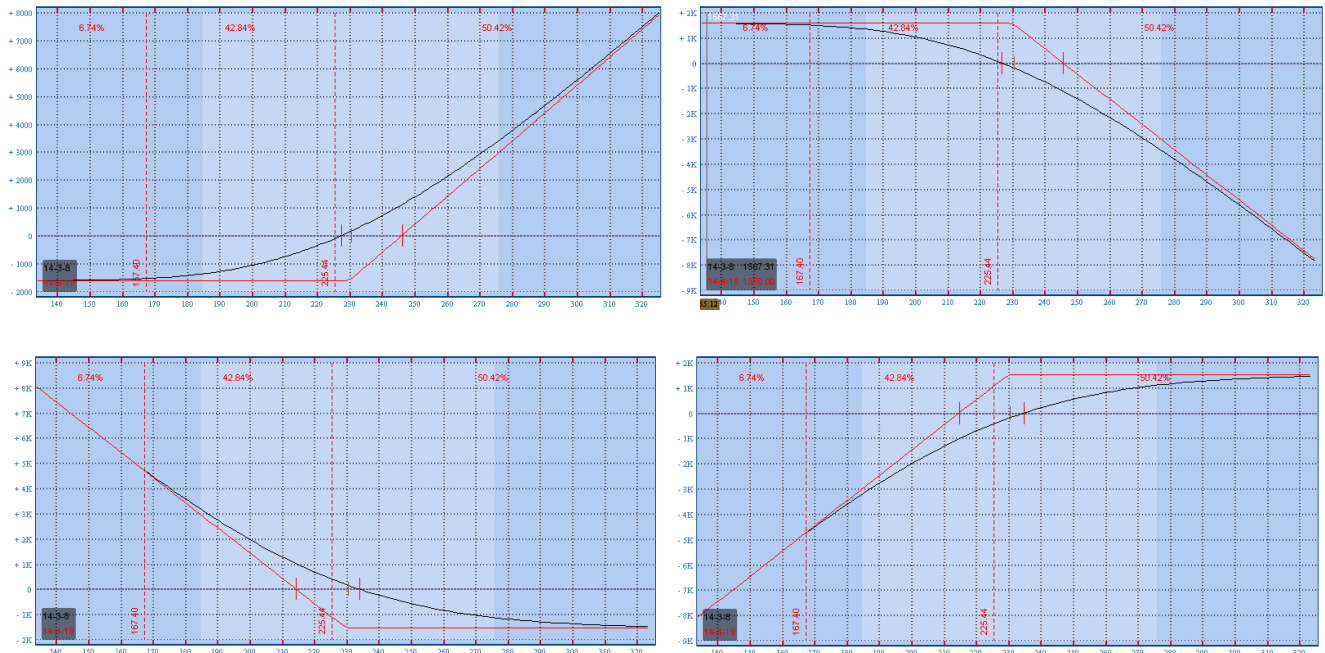 + 8000
6.74% 42.84% 50.42%
+ 7000
+ 6000
+ 5000
+ 4000
+ 3000
+ 2000
+ 1000
0
- 1000
- 2000
14-3-8
167.40
225.44
140 150 160 170 180 190 200 210 220 230 240 250 260 270 280 290 300 310 320
+ 2K
1567.31
6.74% 42.84% 50.42%
+ 1K
0
- 1K
- 2K
- 3K
- 4K
- 5K
- 6K
- 7K
- 8K
- 9K
14-3-8 1567.31
167.40
225.44
140 150 160 170 180 190 200 210 220 230 240 250 260 270 280 290 300 310 320
+ 9K
6.74% 42.84% 50.42%
+ 8K
+ 7K
+ 6K
+ 5K
+ 4K
+ 3K
+ 2K
+ 1K
0
- 1K
- 2K
14-3-8
167.40
225.44
140 150 160 170 180 190 200 210 220 230 240 250 260 270 280 290 300 310 320
+ 2K
6.74% 42.84% 50.42%
+ 1K
0
- 1K
- 2K
- 3K
- 4K
- 5K
- 6K
- 7K
- 8K
- 9K
14-3-8
167.40
225.44
140 150 160 170 180 190 200 210 220 230 240 250 260 270 280 290 300 310 320